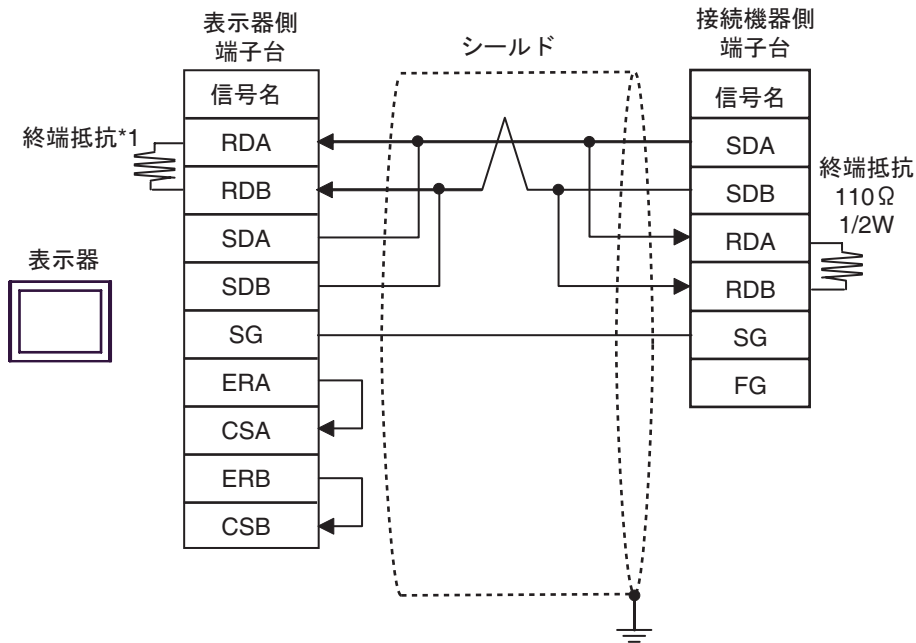 表示器側
端子台
信号名
RDA
RDB
SDA
SDB
SG
ERA
CSA
ERB
CSB
終端抵抗*1
表示器
シールド
接続機器側
端子台
信号名
SDA
SDB
RDA
RDB
SG
FG
終端抵抗
110Ω
1/2W